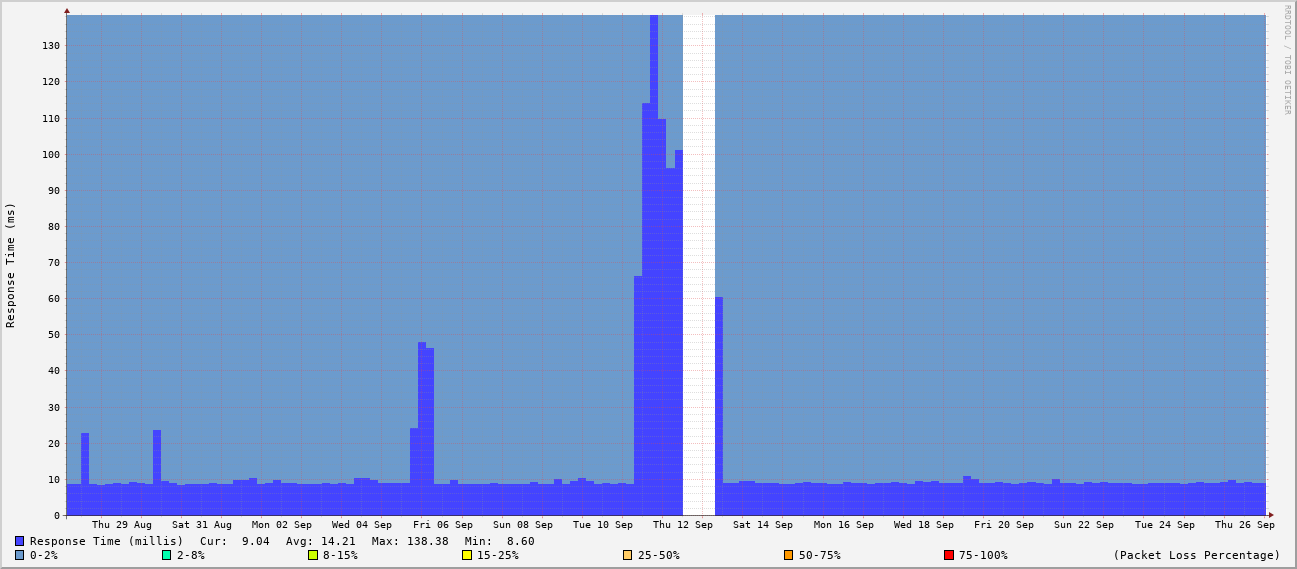 RRDTOOL / TOBI OETIKER
Response Time (ms)
130
120
110
100
90
80
70
60
50
40
30
20
10
0
Thu 29 Aug Sat 31 Aug Mon 02 Sep Wed 04 Sep Fri 06 Sep Sun 08 Sep Tue 10 Sep Thu 12 Sep Sat 14 Sep Mon 16 Sep Wed 18 Sep Fri 20 Sep Sun 22 Sep Tue 24 Sep Thu 26 Sep
Response Time (millis) Cur: 9.04 Avg: 14.21 Max: 138.38 Min: 8.60
0-2% 2-8% 8-15% 15-25% 25-50% 50-75% 75-100% (Packet Loss Percentage)